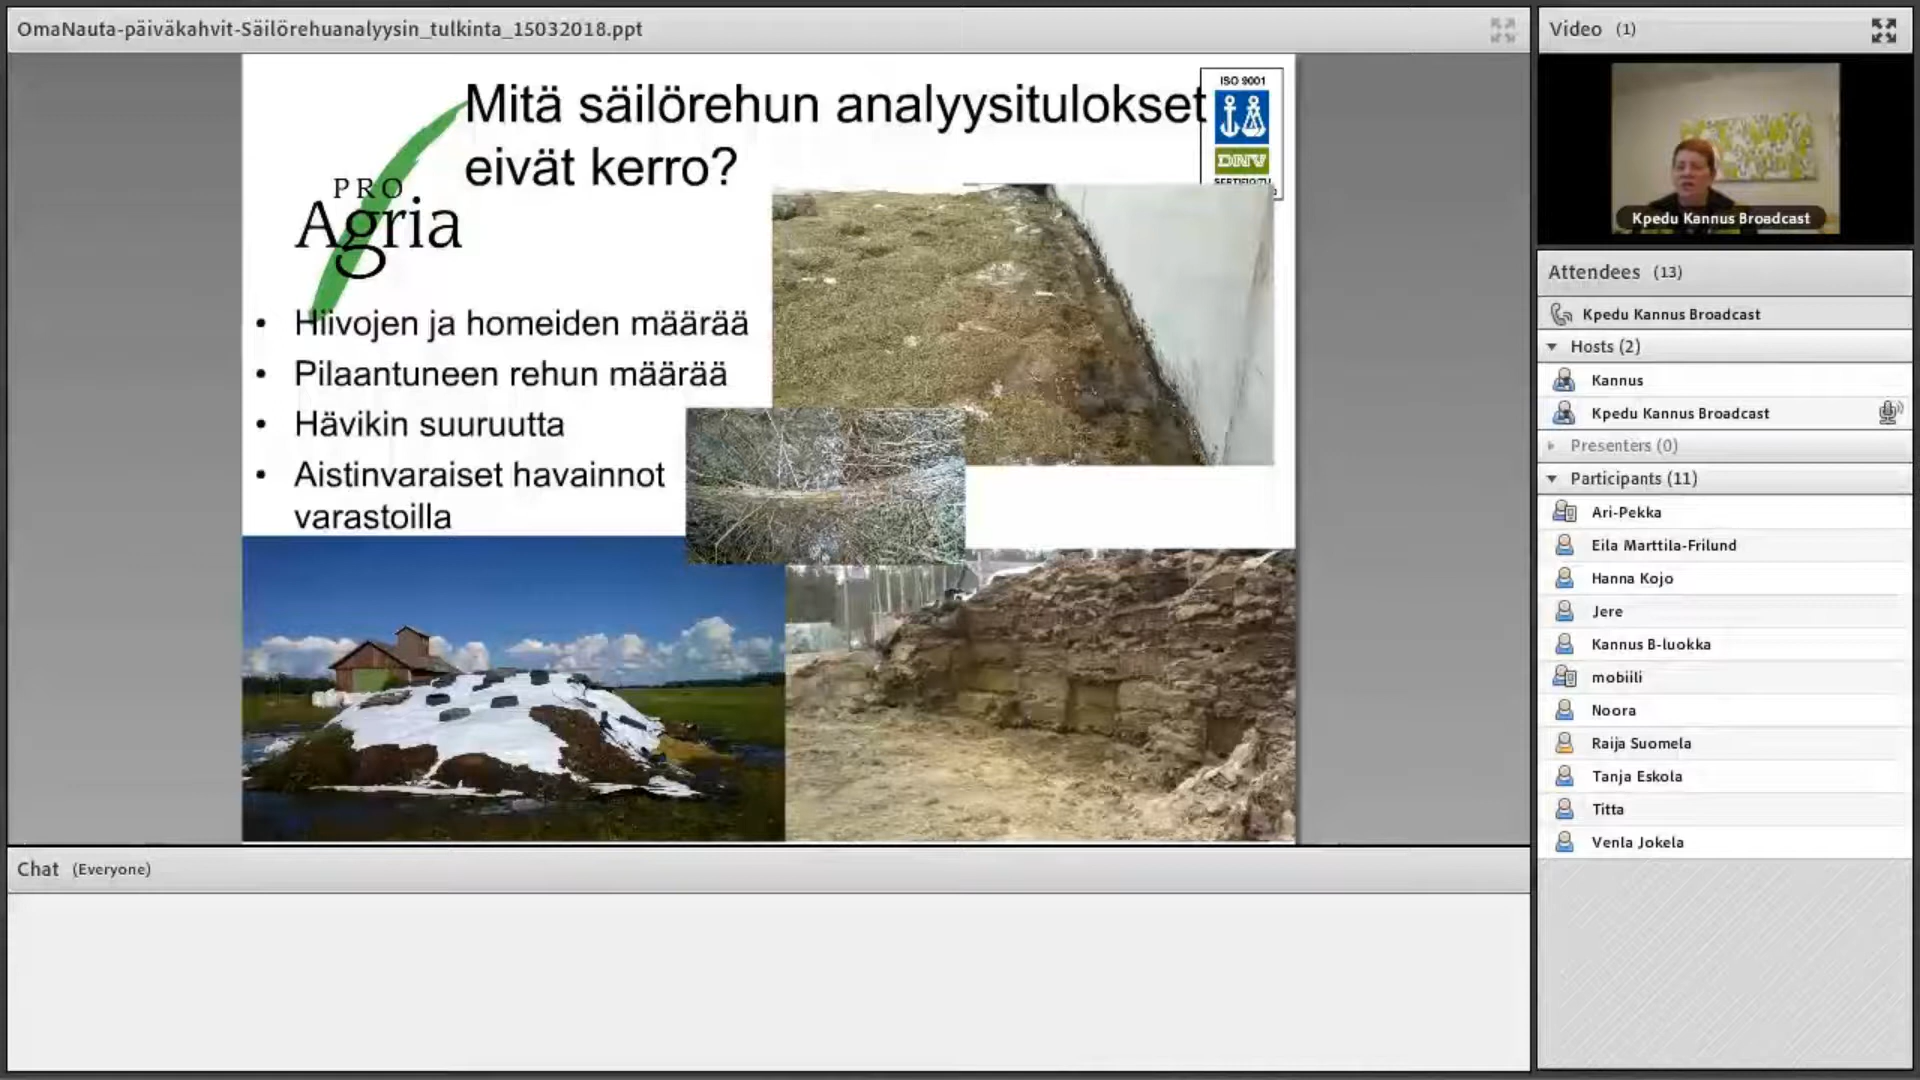 OmaNauta-päiväkahvit-Säilörehuanalyysin_tulkinta_15032018.ppt
Mitä säilörehun analyysitulokset
eivät kerro?
ISO 9001
DNV
PRO
Agria
• Hiivojen ja homeiden määrää
• Pilaantuneen rehun määrää
• Hävikin suuruutta
• Aistinvaraiset havainnot
varastoilla
Chat (Everyone)
Video (1)
Kpedu Kannus Broadcast
Attendees (13)
Kpedu Kannus Broadcast
Hosts (2)
Kannus
Kpedu Kannus Broadcast
Presenters (0)
Participants (11)
Ari-Pekka
Eila Marttila-Frilund
Hanna Kojo
Jere
Kannus B-luokka
mobiili
Noora
Raija Suomela
Tanja Eskola
Titta
Venla Jokela